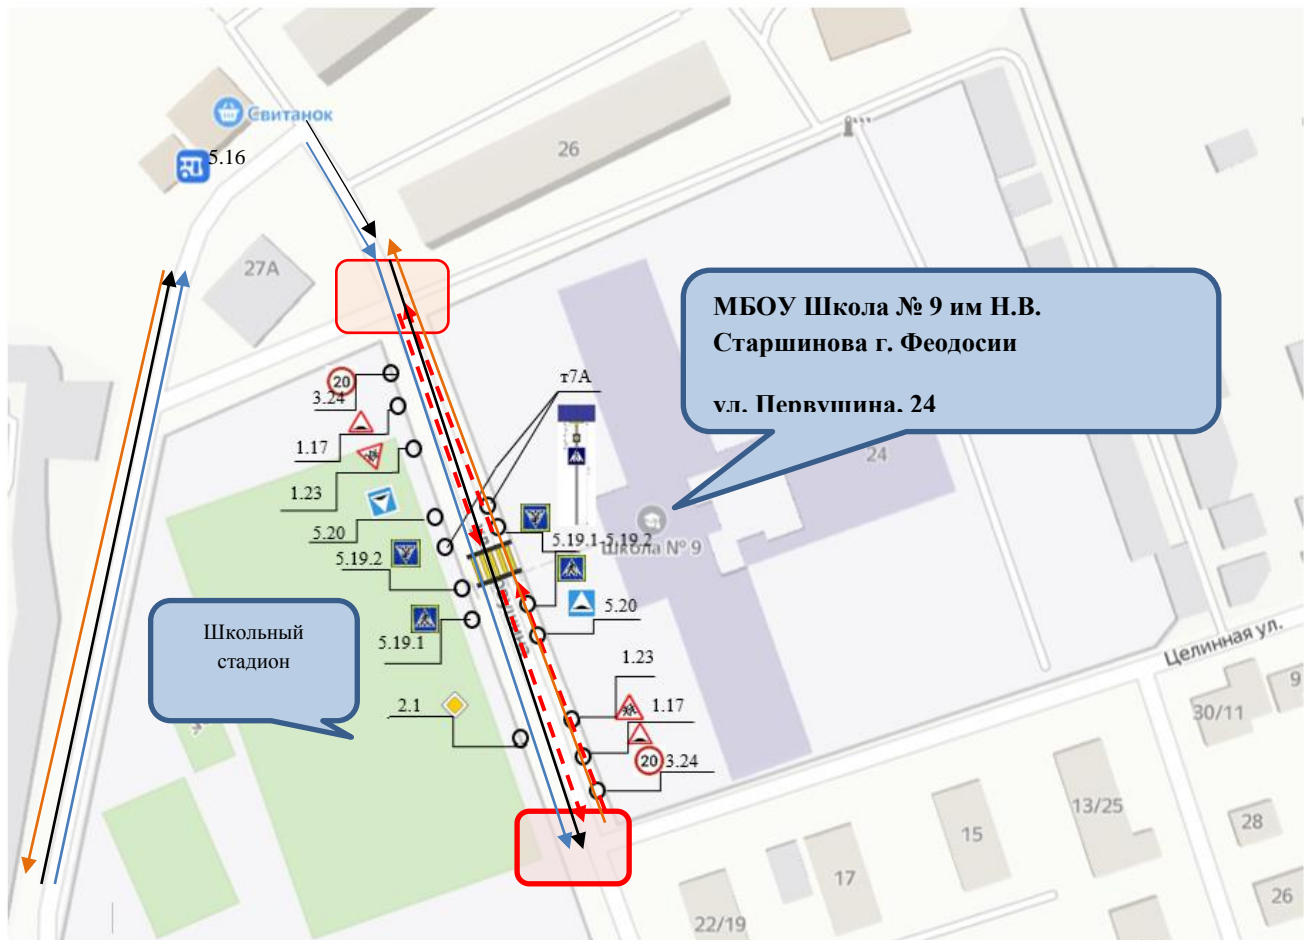 Свитанок
5.16
26
27А
МБОУ Школа № 9 им Н.В.
Старшинова г. Феодосии
ул. Первушина, 24
24
т7А
20
3.24
1.17
1.23
5.20
5.19.2
5.19.1-5.19.2
Школа № 9
5.20
5.19.1
Школьный
стадион
2.1
1.23
1.17
20
3.24
Целинная ул.
9
30/11
13/25
28
15
17
26
22/19